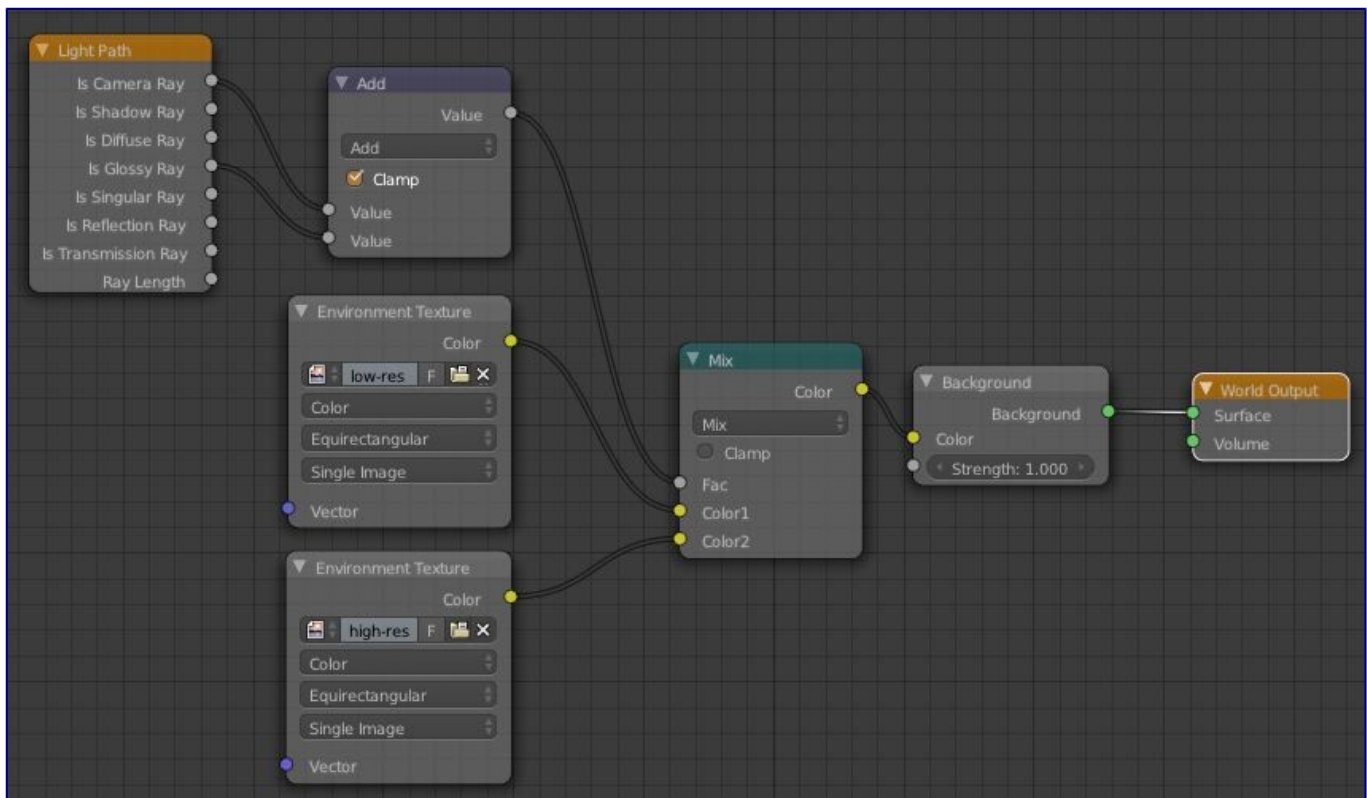 Light Path
Is Camera Ray
Is Shadow Ray
Is Diffuse Ray
Is Glossy Ray
Is Singular Ray
Is Reflection Ray
Is Transmission Ray
Ray Length
Add
Value
Add
Clamp
Value
Value
Environment Texture
Color
low-res F
Color
Equirectangular
Single Image
Vector
Environment Texture
Color
high-res F
Color
Equirectangular
Single Image
Vector
Mix
Color
Mix
Clamp
Fac
Color1
Color2
Background
Background
Color
Strength: 1.000
World Output
Surface
Volume